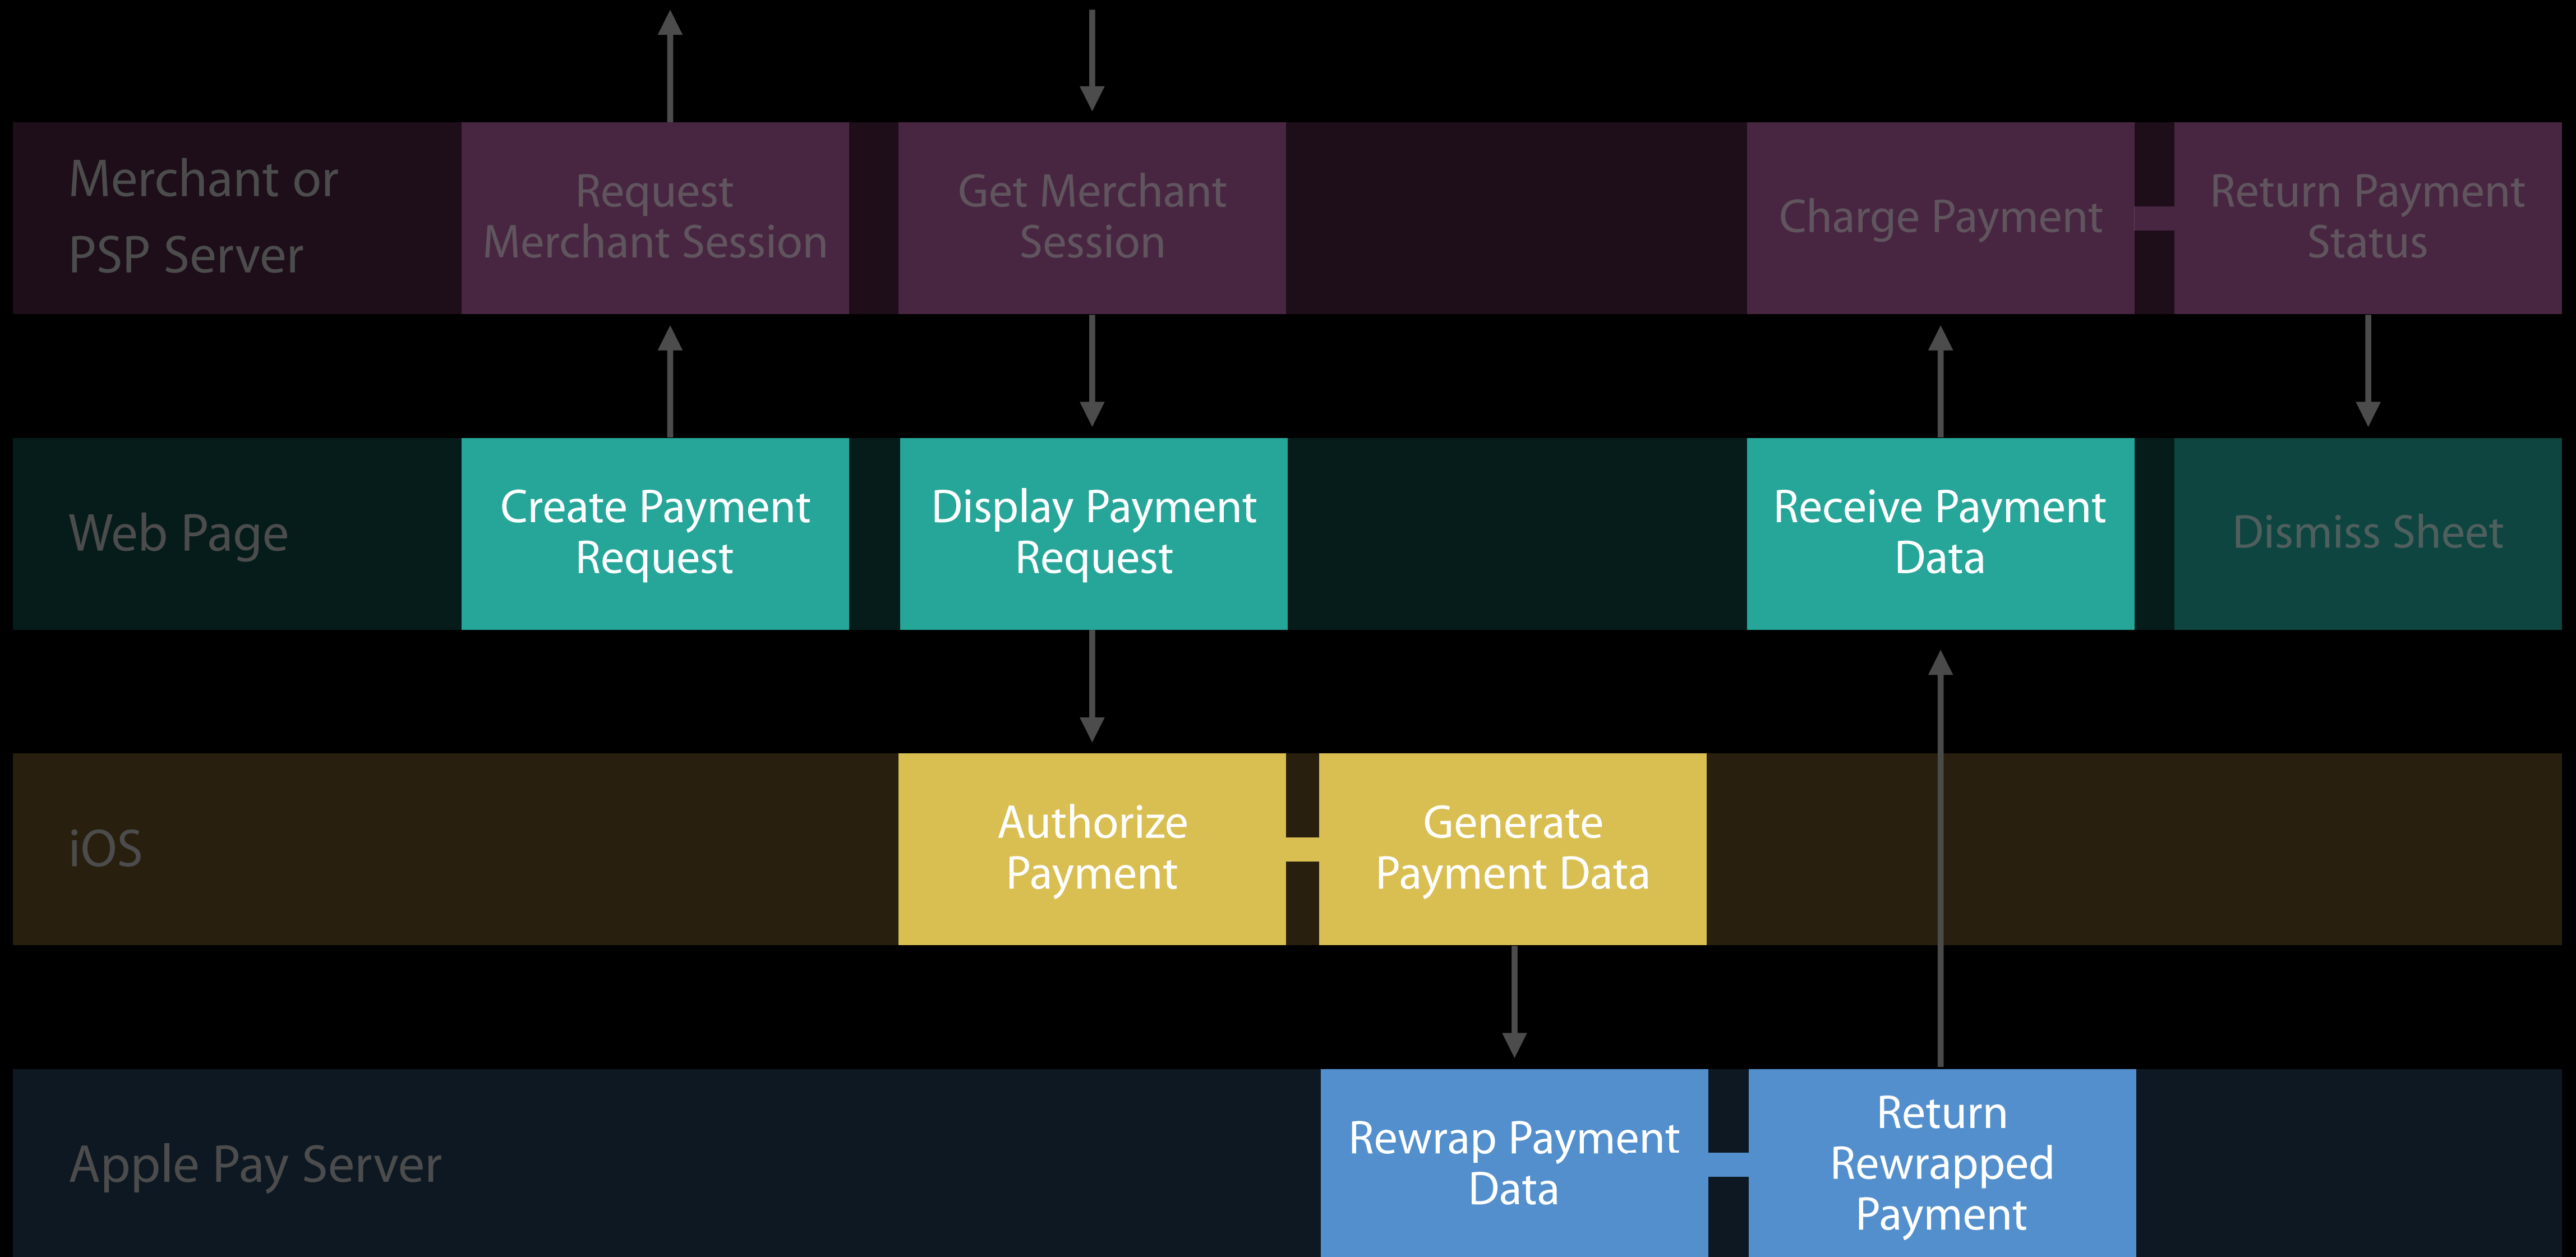 Merchant or
PSP Server
Request
Merchant Session
Get Merchant
Session
Charge Payment
Return Payment
Status
Web Page
Create Payment
Request
Display Payment
Request
Receive Payment
Data
Dismiss Sheet
iOS
Authorize
Payment
Generate
Payment Data
Apple Pay Server
Rewrap Payment
Data
Return
Rewrapped
Payment